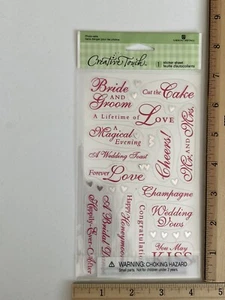 Creative Touch
Bride
AND
Groom
Cut the Cake
A Lifetime of Love
A
Magical
Evening
Cheers!
Mr. AND Mrs.
A Wedding Toast
Forever Love
Champagne
Happily Ever After
A Bridal
Happy Honeymoon
Congratulations
Wedding
Vows
You May
KISS
WARNING: CHOKING HAZARD
Small parts. Not for children under 3 years.